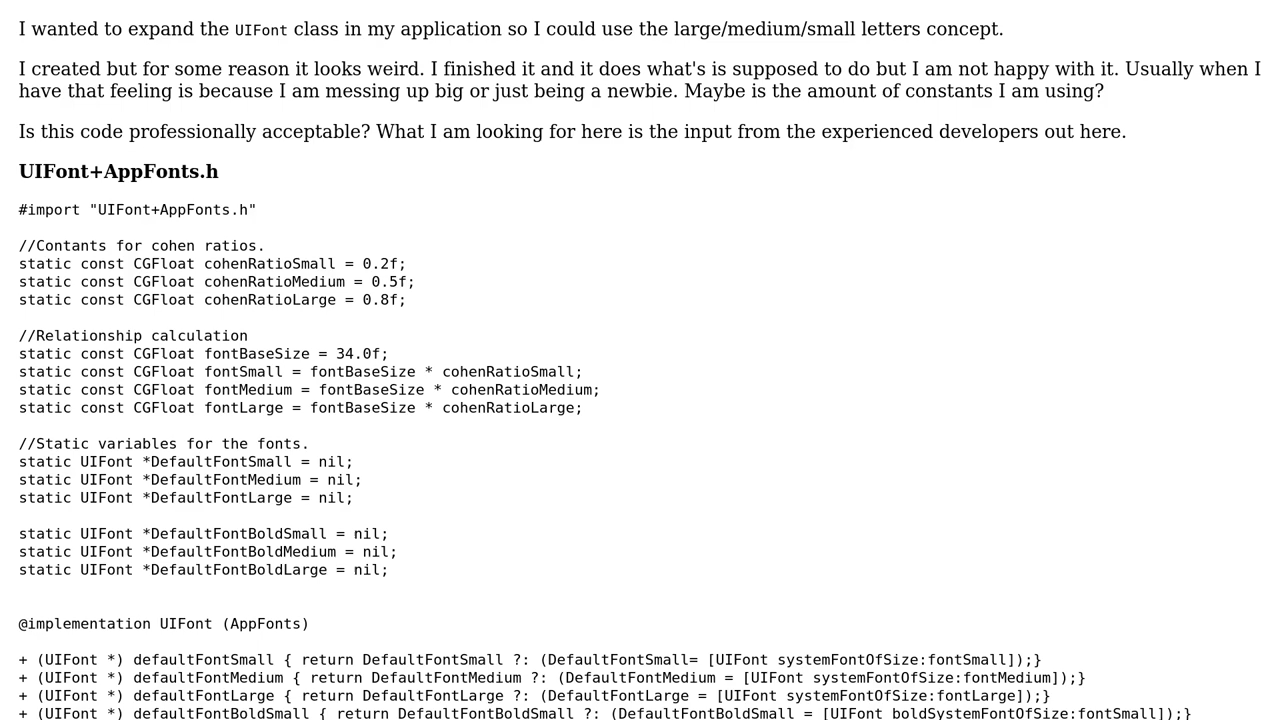 I wanted to expand the UIFont class in my application so I could use the large/medium/small letters concept.
I created but for some reason it looks weird. I finished it and it does what's is supposed to do but I am not happy with it. Usually when I
have that feeling is because I am messing up big or just being a newbie. Maybe is the amount of constants I am using?
Is this code professionally acceptable? What I am looking for here is the input from the experienced developers out here.
UIFont+AppFonts.h
#import "UIFont+AppFonts.h"
//Contants for cohen ratios.
static const CGFloat cohenRatioSmall = 0.2f;
static const CGFloat cohenRatioMedium = 0.5f;
static const CGFloat cohenRatioLarge = 0.8f;
//Relationship calculation
static const CGFloat fontBaseSize = 34.0f;
static const CGFloat fontSmall = fontBaseSize * cohenRatioSmall;
static const CGFloat fontMedium = fontBaseSize * cohenRatioMedium;
static const CGFloat fontLarge = fontBaseSize * cohenRatioLarge;
//Static variables for the fonts.
static UIFont *DefaultFontSmall = nil;
static UIFont *DefaultFontMedium = nil;
static UIFont *DefaultFontLarge = nil;
static UIFont *DefaultFontBoldSmall = nil;
static UIFont *DefaultFontBoldMedium = nil;
static UIFont *DefaultFontBoldLarge = nil;
@implementation UIFont (AppFonts)
+ (UIFont *) defaultFontSmall { return DefaultFontSmall ?: (DefaultFontSmall= [UIFont systemFontOfSize:fontSmall]);}
+ (UIFont *) defaultFontMedium { return DefaultFontMedium ?: (DefaultFontMedium = [UIFont systemFontOfSize:fontMedium]);}
+ (UIFont *) defaultFontLarge { return DefaultFontLarge ?: (DefaultFontLarge = [UIFont systemFontOfSize:fontLarge]);}
+ (UIFont *) defaultFontBoldSmall { return DefaultFontBoldSmall ?: (DefaultFontBoldSmall = [UIFont boldSystemFontOfSize:fontSmall]);}